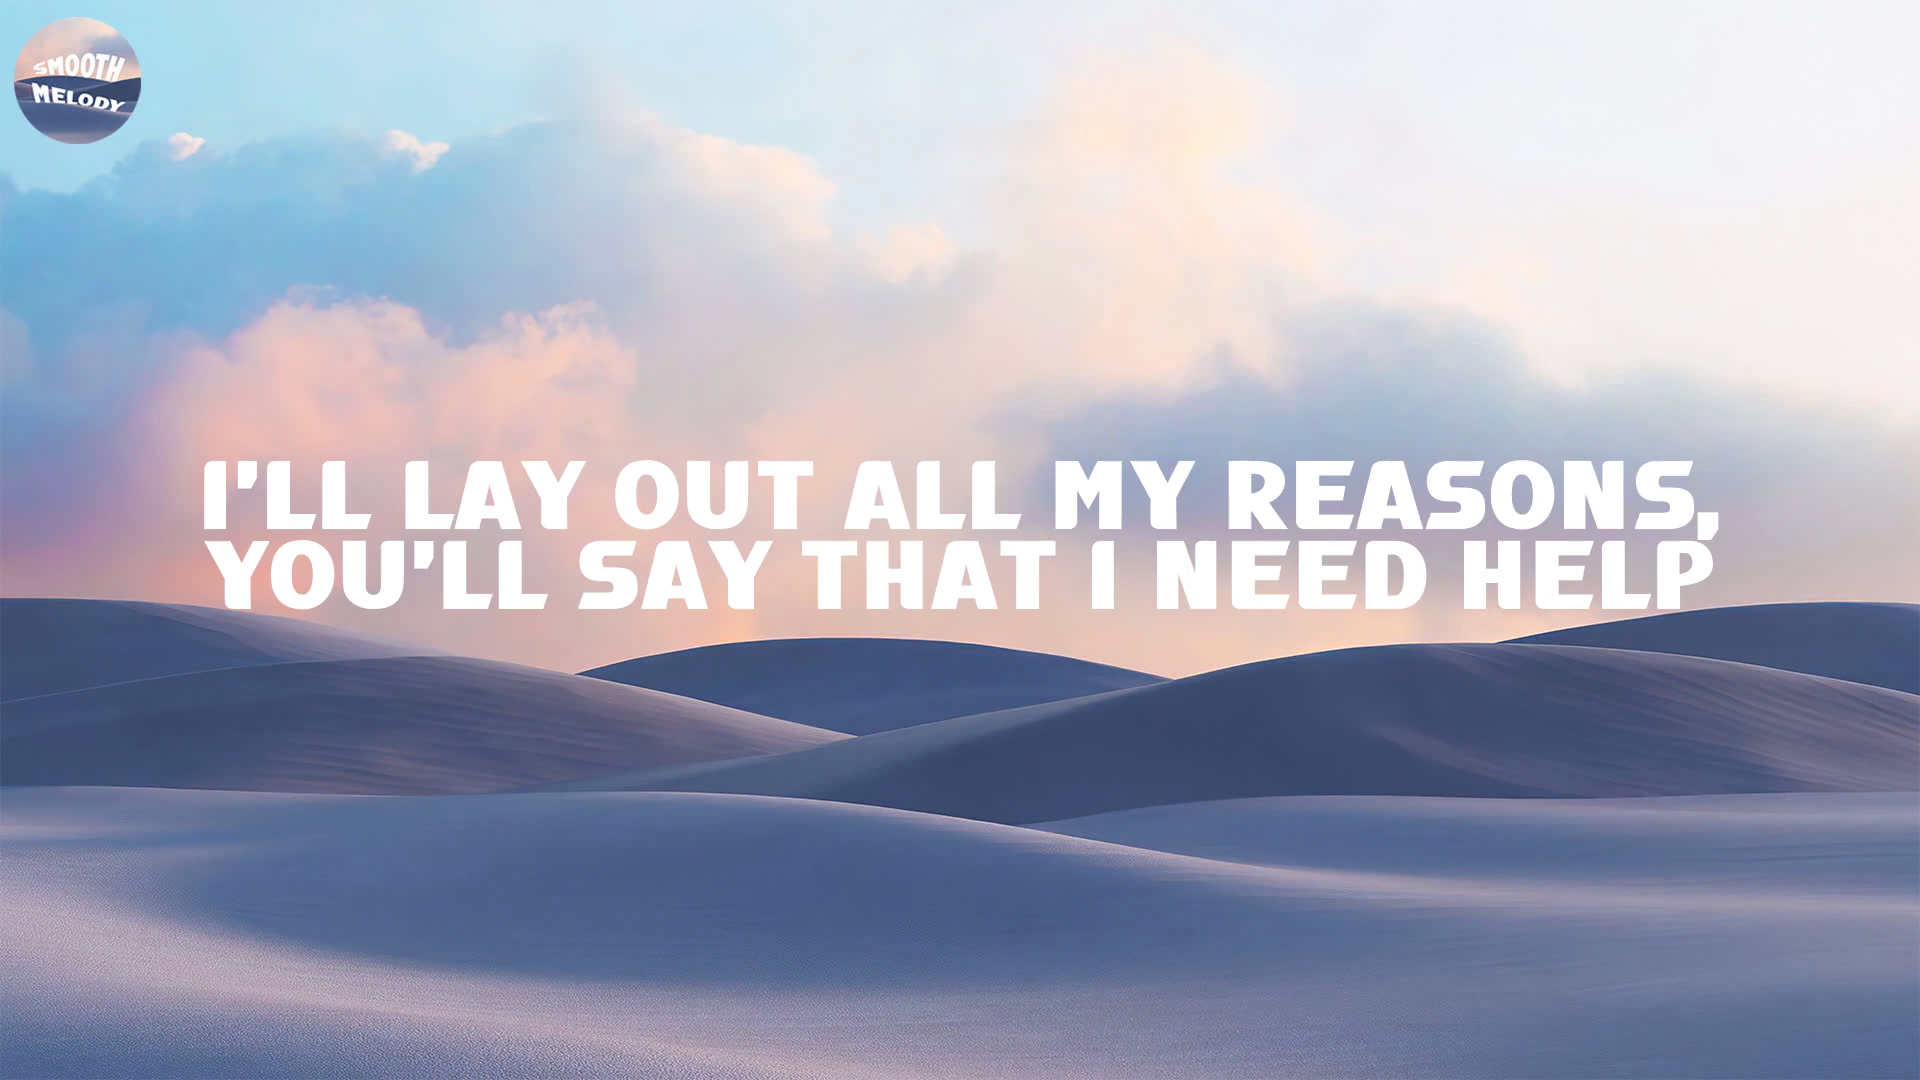 SMOOTH
MELODY
I'LL LAY OUT ALL MY REASONS,
YOU'LL SAY THAT I NEED HELP